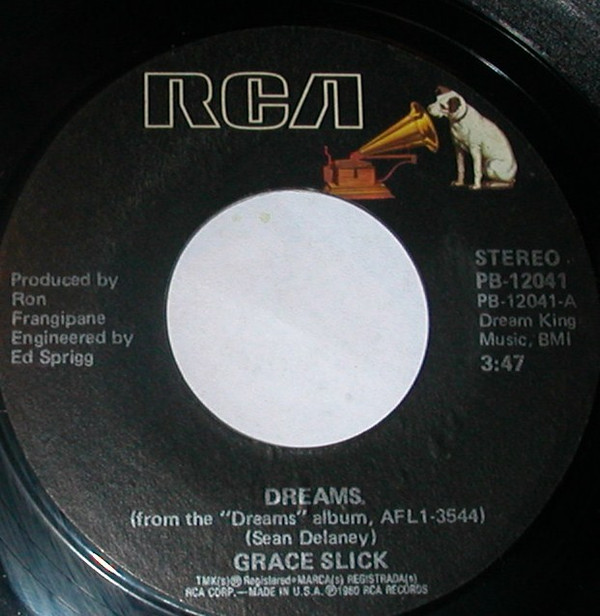 RCA
Produced by
Ron
Frangipane
Engineered by
Ed Sprigg
STEREO
PB-12041
PB-12041-A
Dream King
Music, BMI
3:47
DREAMS
(from the "Dreams" album, AFL1-3544)
(Sean Delaney)
GRACE SLICK
TMK(s)® Registered•MARCA(s) REGISTRADA(s)
RCA CORP.—MADE IN U.S.A. ℗1980 RCA RECORDS